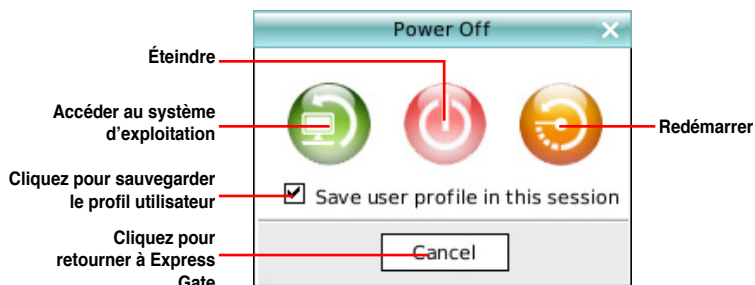 Power Off
Éteindre
Accéder au système
d'exploitation
Redémarrer
Cliquez pour sauvegarder
le profil utilisateur
Save user profile in this session
Cliquez pour
retourner à Express
Gate
Cancel